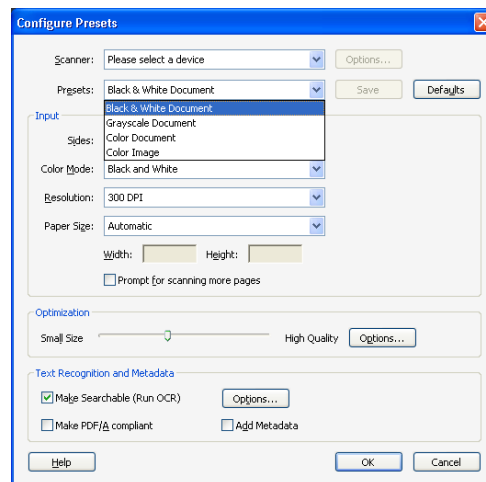 Configure Presets
Scanner: Please select a device Options...
Presets: Black & White Document Save Defaults
Black & White Document
Input
Grayscale Document
Sides: Color Document
Color Image
Color Mode: Black and White
Resolution: 300 DPI
Paper Size: Automatic
Width: Height:
Prompt for scanning more pages
Optimization
Small Size High Quality Options...
Text Recognition and Metadata
Make Searchable (Run OCR) Options...
Make PDF/A compliant Add Metadata
Help OK Cancel